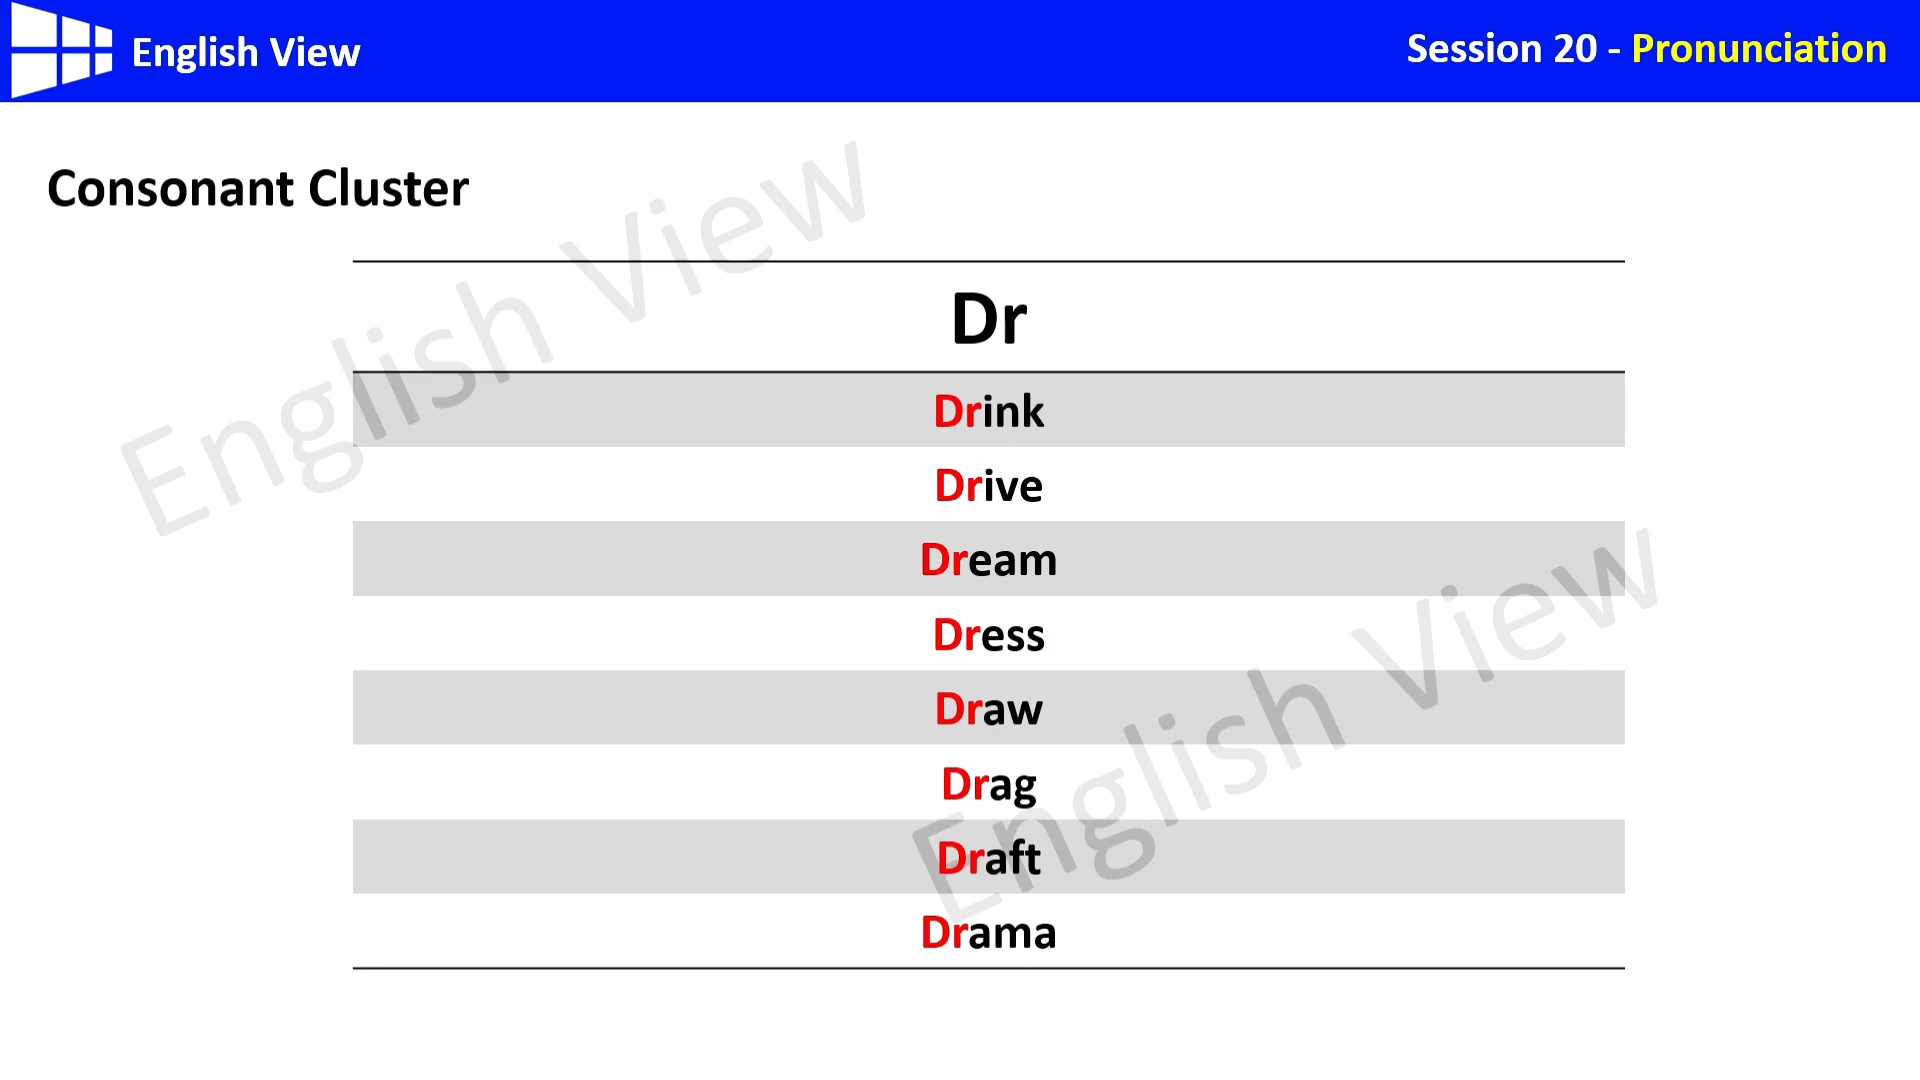 English View
Session 20 - Pronunciation
Consonant Cluster
Dr
Drink
Drive
Dream
Dress
Draw
Drag
Draft
Drama
English View
English View